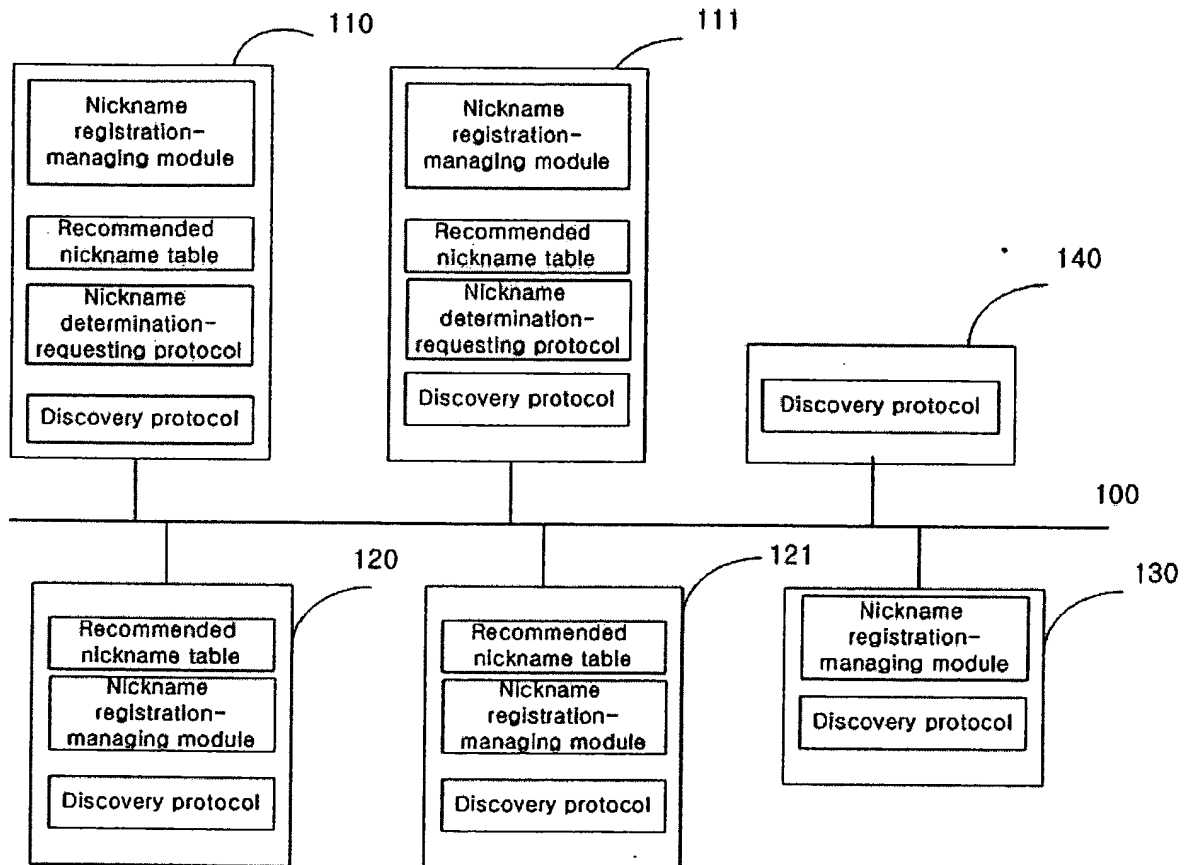 110
111
Nickname
registration-
managing module
Recommended
nickname table
Nickname
determination-
requesting protocol
Discovery protocol
Nickname
registration-
managing module
Recommended
nickname table
Nickname
determination-
requesting protocol
Discovery protocol
140
Discovery protocol
100
120
121
130
Recommended
nickname table
Nickname
registration-
managing module
Discovery protocol
Recommended
nickname table
Nickname
registration-
managing module
Discovery protocol
Nickname
registration-
managing module
Discovery protocol